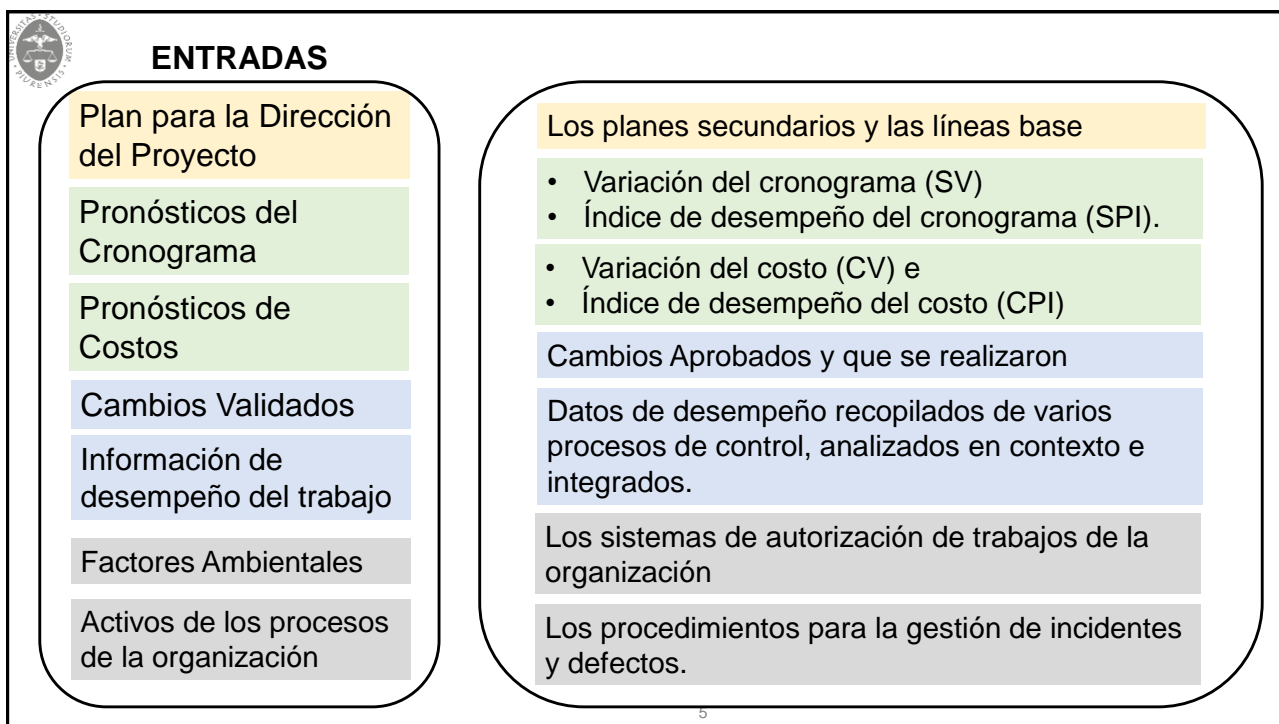 UNIVERSITAS STUDIORUM PIURENSIS
ENTRADAS
Plan para la Dirección
del Proyecto
Pronósticos del
Cronograma
Pronósticos de
Costos
Cambios Validados
Información de
desempeño del trabajo
Factores Ambientales
Activos de los procesos
de la organización
Los planes secundarios y las líneas base
• Variación del cronograma (SV)
• Índice de desempeño del cronograma (SPI).
• Variación del costo (CV) e
• Índice de desempeño del costo (CPI)
Cambios Aprobados y que se realizaron
Datos de desempeño recopilados de varios
procesos de control, analizados en contexto e
integrados.
Los sistemas de autorización de trabajos de la
organización
Los procedimientos para la gestión de incidentes
y defectos.
5